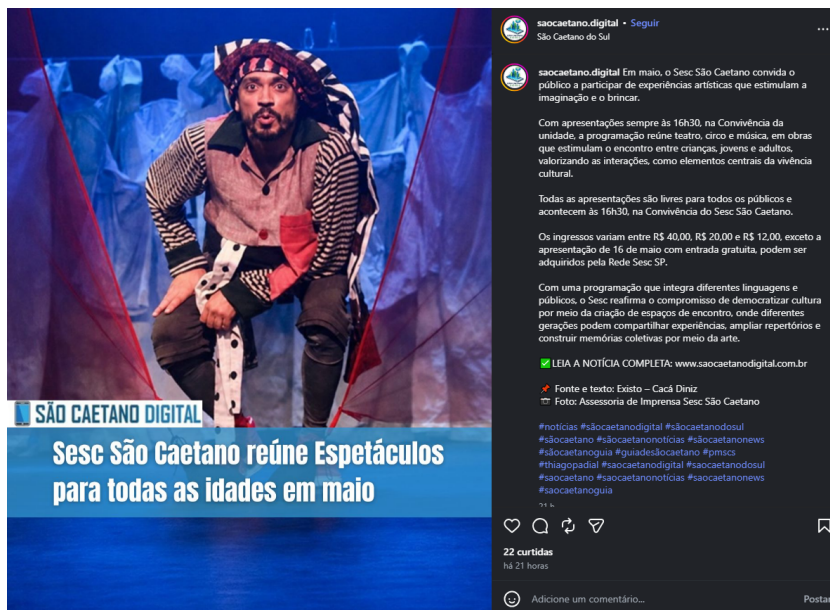 SÃO CAETANO DIGITAL
Sesc São Caetano reúne Espetáculos
para todas as idades em maio
saocaetano.digital • Seguir
São Caetano do Sul
saocaetano.digital Em maio, o Sesc São Caetano convida o
público a participar de experiências artísticas que estimulam a
imaginação e o brincar.
Com apresentações sempre às 16h30, na Convivência da
unidade, a programação reúne teatro, circo e música, em obras
que estimulam o encontro entre crianças, jovens e adultos,
valorizando as interações, como elementos centrais da vivência
cultural.
Todas as apresentações são livres para todos os públicos e
acontecem às 16h30, na Convivência do Sesc São Caetano.
Os ingressos variam entre R$ 40,00, R$ 20,00 e R$ 12,00, exceto a
apresentação de 16 de maio com entrada gratuita, podem ser
adquiridos pela Rede Sesc SP.
Com uma programação que integra diferentes linguagens e
públicos, o Sesc reafirma o compromisso de democratizar cultura
por meio da criação de espaços de encontro, onde diferentes
gerações podem compartilhar experiências, ampliar repertórios e
construir memórias coletivas por meio da arte.
✅ LEIA A NOTÍCIA COMPLETA: www.saocaetanodigital.com.br
📌 Fonte e texto: Existo – Cacá Diniz
📷 Foto: Assessoria de Imprensa Sesc São Caetano
#notícias #sãocaetanodigital #sãocaetanodosul
#sãocaetano #sãocaetanonotícias #sãocaetanonews
#sãocaetanoguia #guiadesãocaetano #pmscs
#thiagopadial #saocaetanodigital #saocaetanodosul
#saocaetano #saocaetanonotícias #saocaetanonews
#saocaetanoguia
21 h
22 curtidas
há 21 horas
Adicione um comentário...
Postar